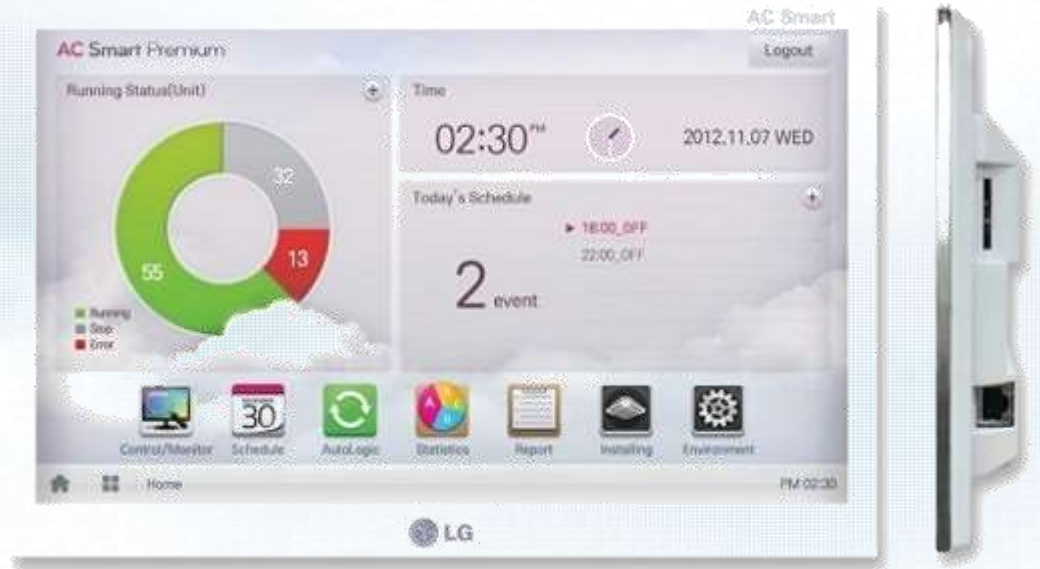 AC Smart
AC Smart Premium
Logout
Running Status(Unit)
Time
02:30 PM
2012.11.07 WED
32
13
55
Today's Schedule
▶ 18:00_OFF
22:00_OFF
2 event
Running
Stop
Error
30
A
B
Control/Monitor
Schedule
AutoLogic
Statistics
Report
Installing
Environment
Home
PM 02:30
LG